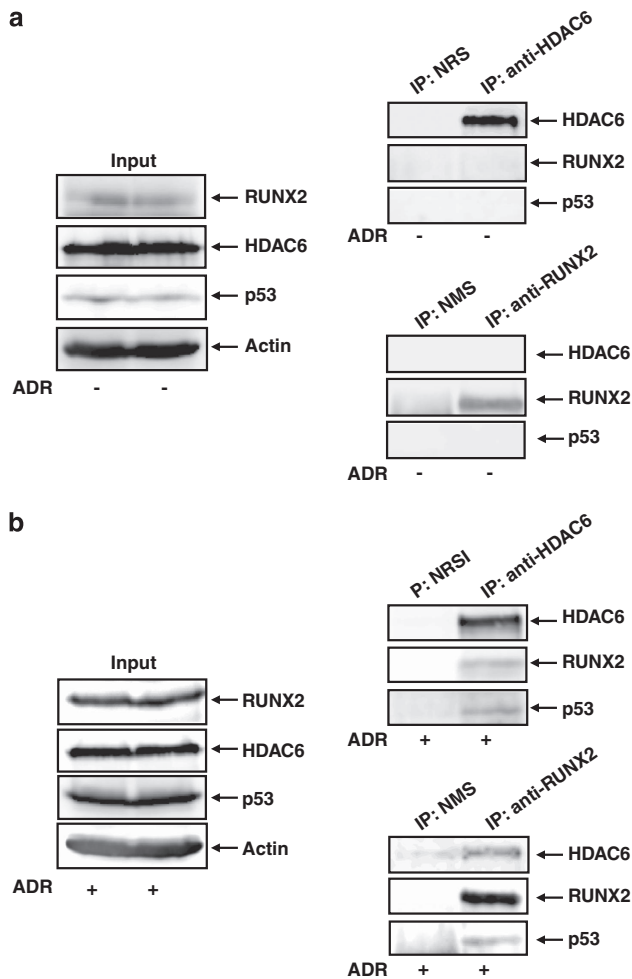 a
Input
RUNX2
HDAC6
p53
Actin
ADR - -
IP: NRS IP: anti-HDAC6
HDAC6
RUNX2
p53
ADR - -
IP: NMS IP: anti-RUNX2
HDAC6
RUNX2
p53
ADR - -
b
Input
RUNX2
HDAC6
p53
Actin
ADR + +
P: NRSI IP: anti-HDAC6
HDAC6
RUNX2
p53
ADR + +
IP: NMS IP: anti-RUNX2
HDAC6
RUNX2
p53
ADR + +